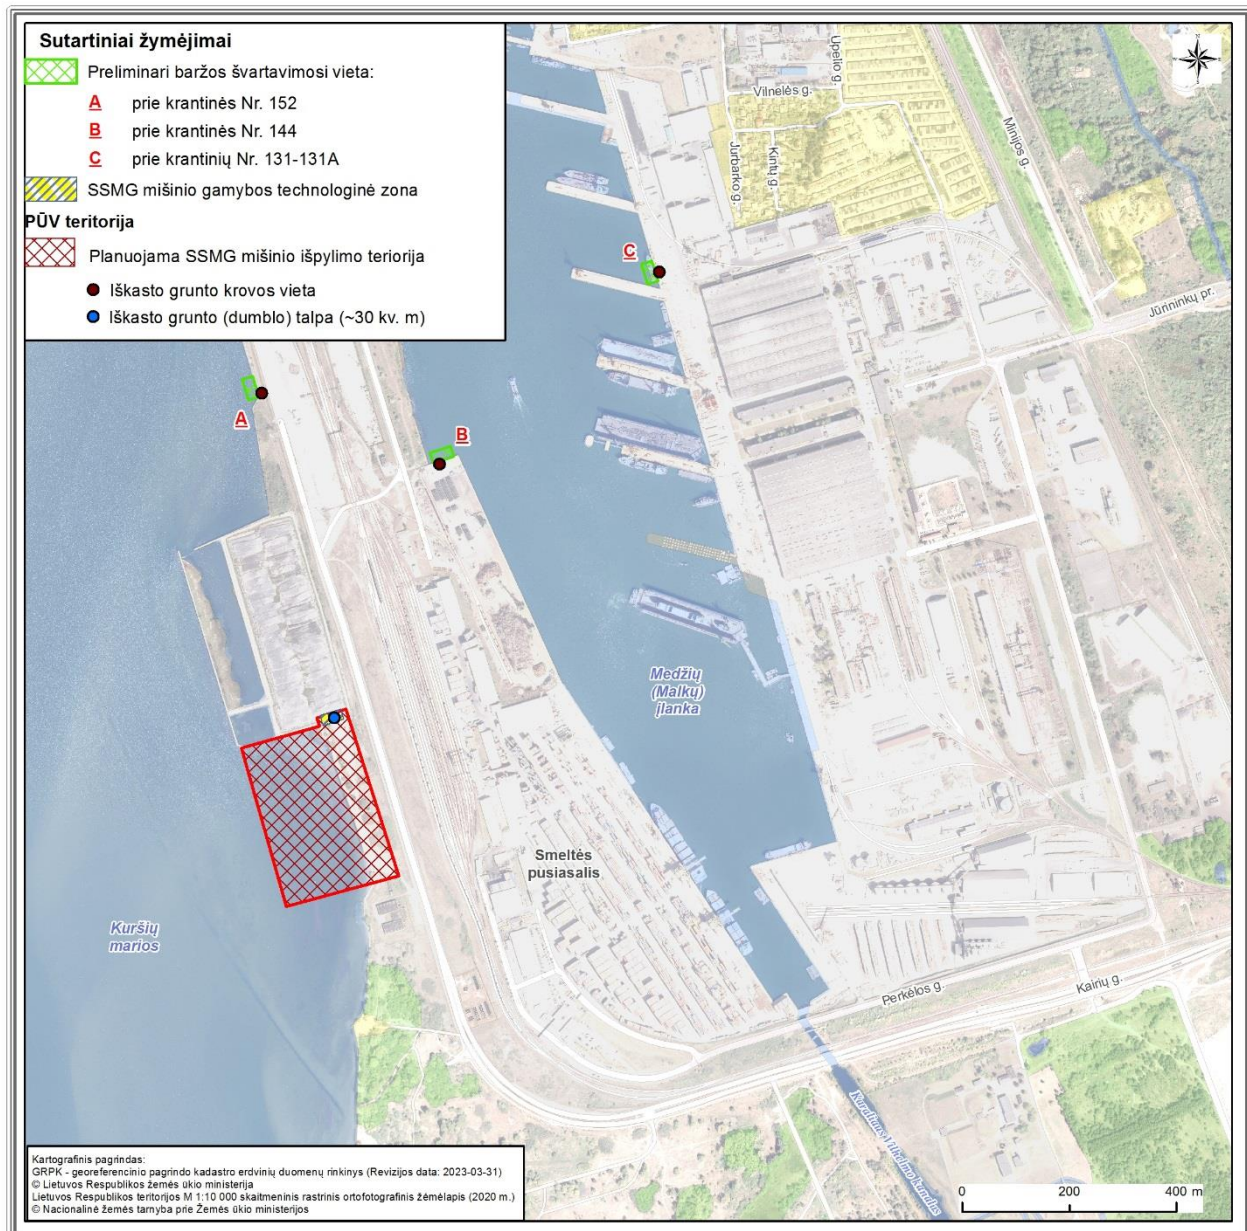 Sutartiniai žymėjimai
Preliminari baržos švartavimosi vieta:
A prie krantinės Nr. 152
B prie krantinės Nr. 144
C prie krantinių Nr. 131-131A
SSMG mišinio gamybos technologinė zona
PŪV teritorija
Planuojama SSMG mišinio išpylimo teriorija
Iškasto grunto krovos vieta
Iškasto grunto (dumblo) talpa (~30 kv. m)
Upelio g.
Vilnelės g.
Jurbarko g.
Kintų g.
Minijos g.
Jūrininkų pr.
C
A
B
Medžių
(Malkų)
įlanka
Smeltės
pusiasalis
Kuršių
marios
Perkėlos g.
Kairių g.
Karaliaus Vilhelmo kanalas
Kartografinis pagrindas:
GRPK - georeferencinio pagrindo kadastro erdvinių duomenų rinkinys (Revizijos data: 2023-03-31)
© Lietuvos Respublikos žemės ūkio ministerija
Lietuvos Respublikos teritorijos M 1:10 000 skaitmeninis rastrinis ortofotografinis žemėlapis (2020 m.)
© Nacionalinė žemės tarnyba prie Žemės ūkio ministerijos
0 200 400 m